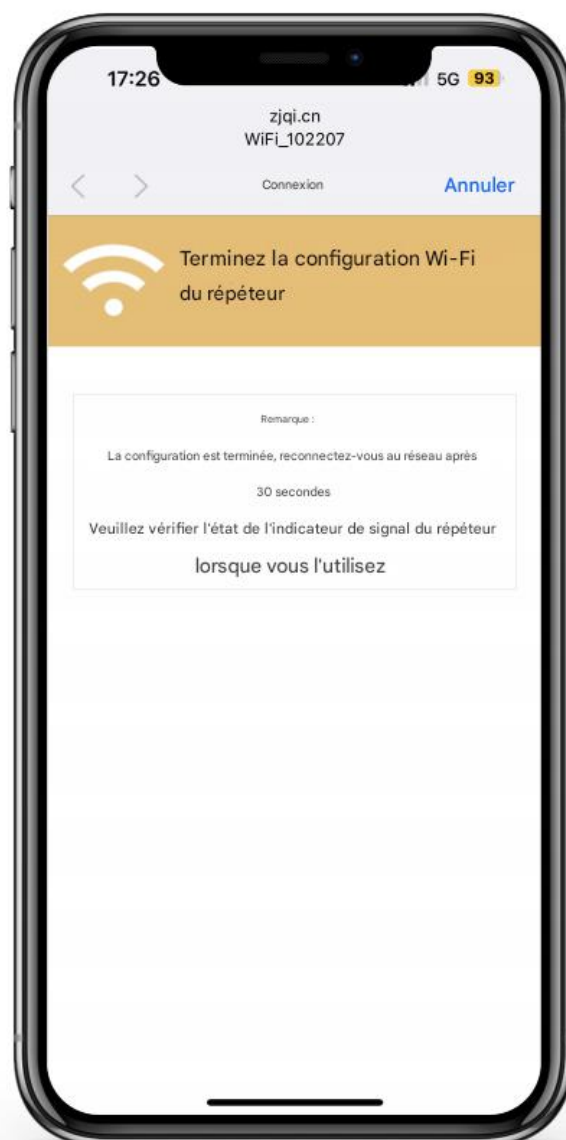 17:26
5G 93
zjqi.cn
WiFi_102207
Connexion
Annuler
Terminez la configuration Wi-Fi
du répéteur
Remarque :
La configuration est terminée, reconnectez-vous au réseau après
30 secondes
Veuillez vérifier l'état de l'indicateur de signal du répéteur
lorsque vous l'utilisez